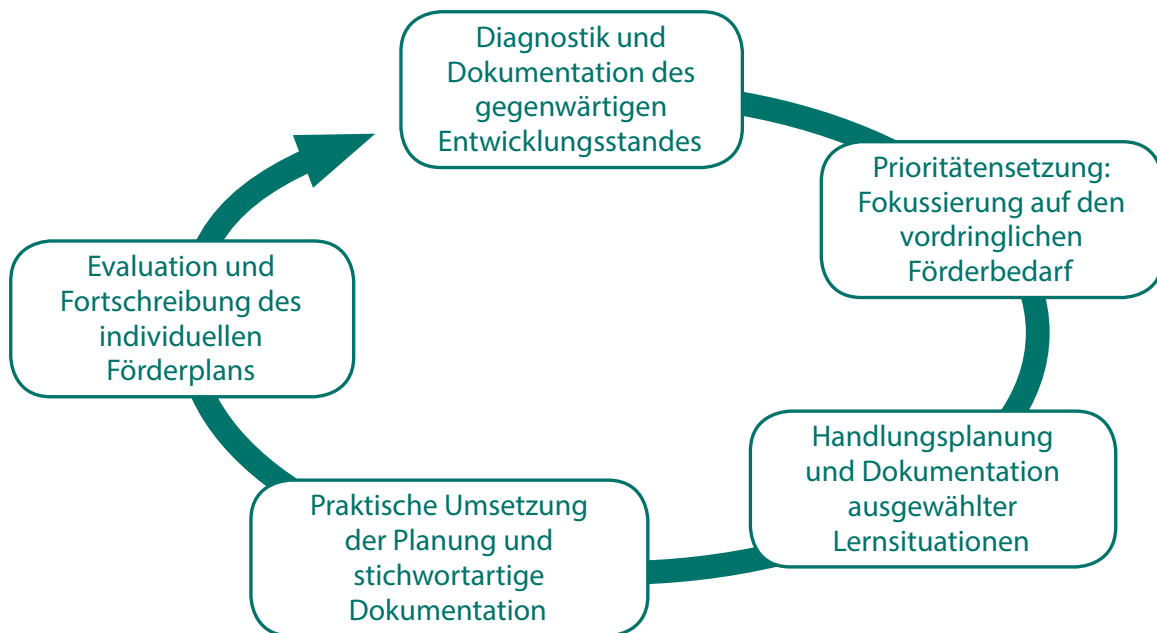 Diagnostik und
Dokumentation des
gegenwärtigen
Entwicklungsstandes
Prioritätensetzung:
Fokussierung auf den
vordringlichen
Förderbedarf
Handlungsplanung
und Dokumentation
ausgewählter
Lernsituationen
Praktische Umsetzung
der Planung und
stichwortartige
Dokumentation
Evaluation und
Fortschreibung des
individuellen
Förderplans